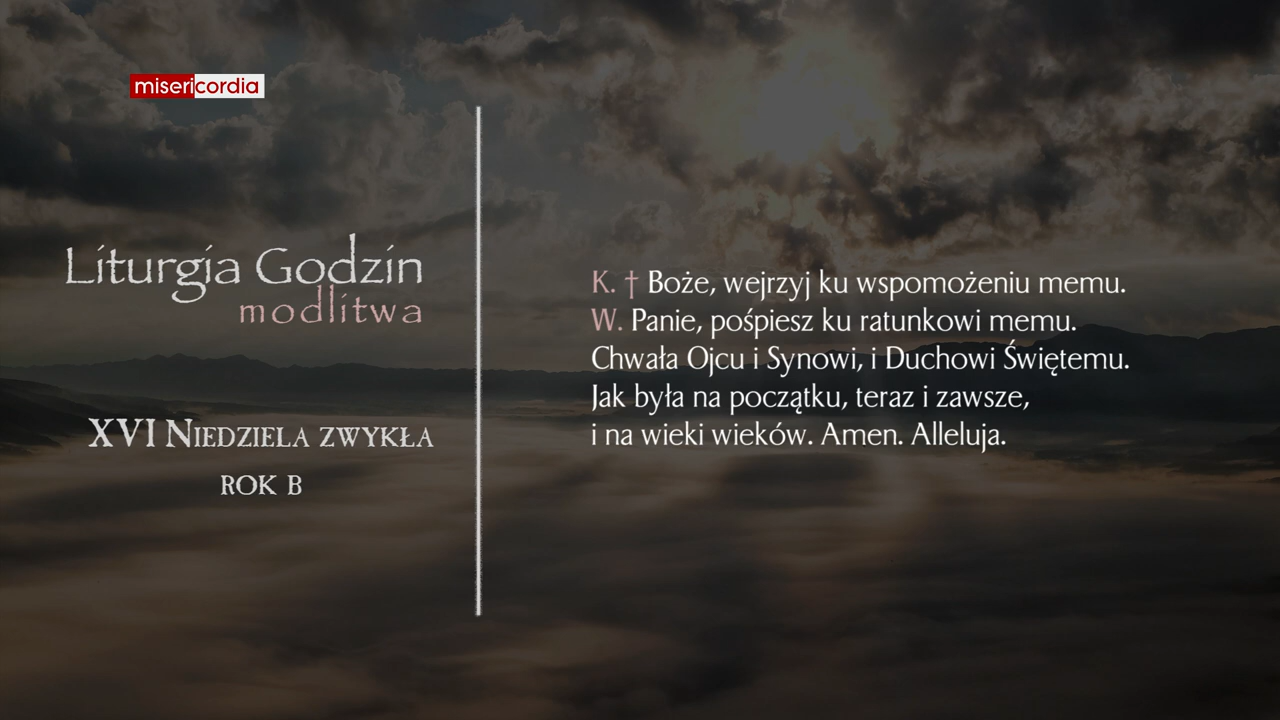 misericordia
Liturgia Godzin
modlitwa
XVI Niedziela zwykła
rok B
K. † Boże, wejrzyj ku wspomożeniu memu.
W. Panie, pośpiesz ku ratunkowi memu.
Chwała Ojcu i Synowi, i Duchowi Świętemu.
Jak była na początku, teraz i zawsze,
i na wieki wieków. Amen. Alleluja.